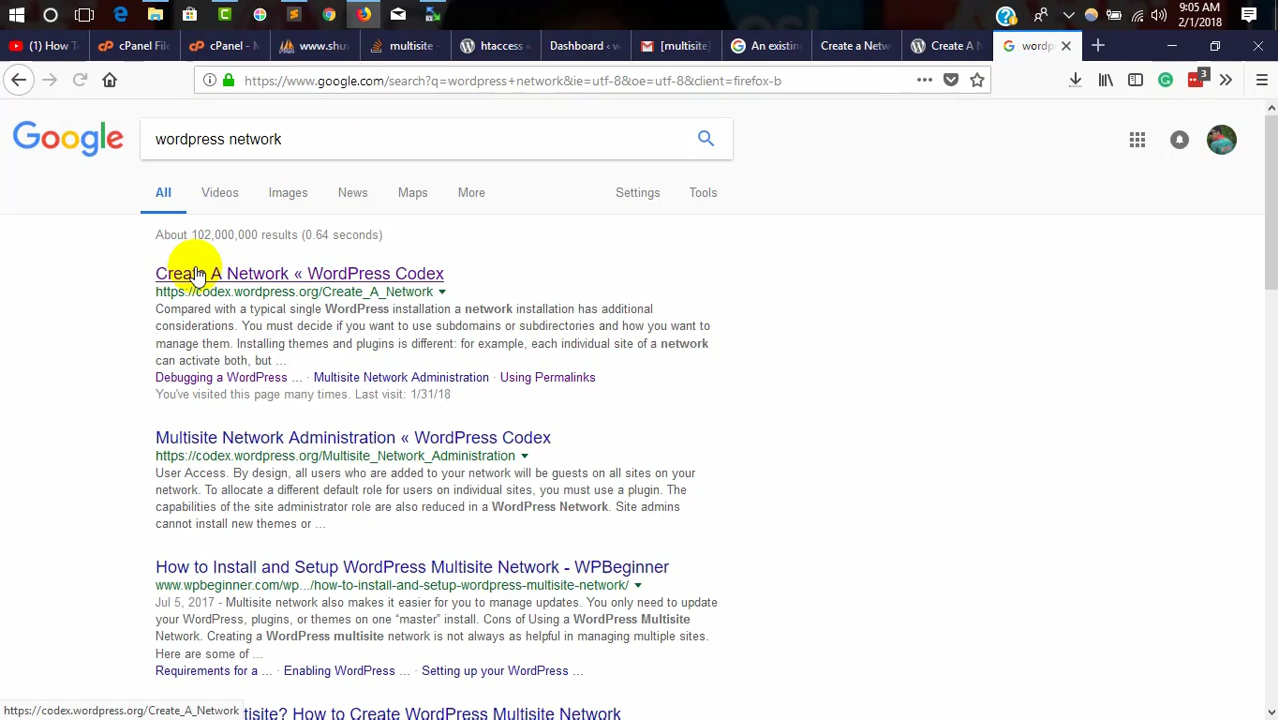 9:05 AM
2/1/2018
(1) How T
cPanel File
cPanel - M
www.shu
multisite -
htaccess «
Dashboard ‹ w
[multisite]
An existing
Create a Netw
Create A N
wordp
https://www.google.com/search?q=wordpress+network&ie=utf-8&oe=utf-8&client=firefox-b
3
Google
wordpress network
All
Videos
Images
News
Maps
More
Settings
Tools
About 102,000,000 results (0.64 seconds)
Create A Network « WordPress Codex
https://codex.wordpress.org/Create_A_Network
Compared with a typical single WordPress installation a network installation has additional
considerations. You must decide if you want to use subdomains or subdirectories and how you want to
manage them. Installing themes and plugins is different: for example, each individual site of a network
can activate both, but ...
Debugging a WordPress ... · Multisite Network Administration · Using Permalinks
You've visited this page many times. Last visit: 1/31/18
Multisite Network Administration « WordPress Codex
https://codex.wordpress.org/Multisite_Network_Administration
User Access. By design, all users who are added to your network will be guests on all sites on your
network. To allocate a different default role for users on individual sites, you must use a plugin. The
capabilities of the site administrator role are also reduced in a WordPress Network. Site admins
cannot install new themes or ...
How to Install and Setup WordPress Multisite Network - WPBeginner
www.wpbeginner.com/wp.../how-to-install-and-setup-wordpress-multisite-network/
Jul 5, 2017 - Multisite network also makes it easier for you to manage updates. You only need to update
your WordPress, plugins, or themes on one “master” install. Cons of Using a WordPress Multisite
Network. Creating a WordPress multisite network is not always as helpful in managing multiple sites.
Here are some of ...
Requirements for a ... · Enabling WordPress ... · Setting up your WordPress ...
https://codex.wordpress.org/Create_A_Network
tisite? How to Create WordPress Multisite Network